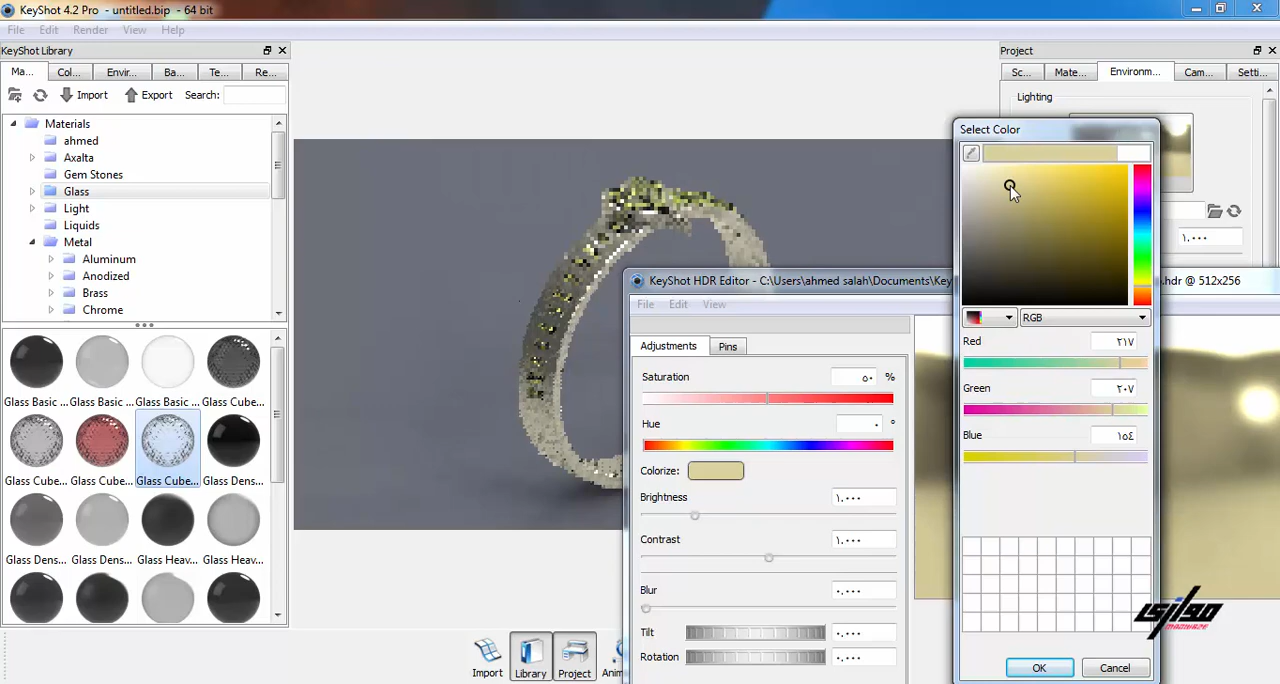 KeyShot 4.2 Pro - untitled.bip - 64 bit
File Edit Render View Help
KeyShot Library
Ma... Col... Envir... Ba... Te... Re...
Import Export Search:
Materials
ahmed
Axalta
Gem Stones
Glass
Light
Liquids
Metal
Aluminum
Anodized
Brass
Chrome
Glass Basic ... Glass Basic ... Glass Basic ... Glass Cube...
Glass Cube... Glass Cube... Glass Cube... Glass Dens...
Glass Dens... Glass Dens... Glass Heav... Glass Heav...
Import Library Project Anim
KeyShot HDR Editor - C:\Users\ahmed salah\Documents\Key
.hdr @ 512x256
File Edit View
Adjustments Pins
Saturation ٥٠ %
Hue ٠ °
Colorize:
Brightness ١,٠٠٠
Contrast ١,٠٠٠
Blur ٠,٠٠٠
Tilt ٠,٠٠٠
Rotation ٠,٠٠٠
Project
Sc... Mate... Environm... Cam... Setti...
Lighting
١,٠٠٠
Select Color
RGB
Red ٢١٧
Green ٢٠٧
Blue ١٥٤
OK Cancel
موازى